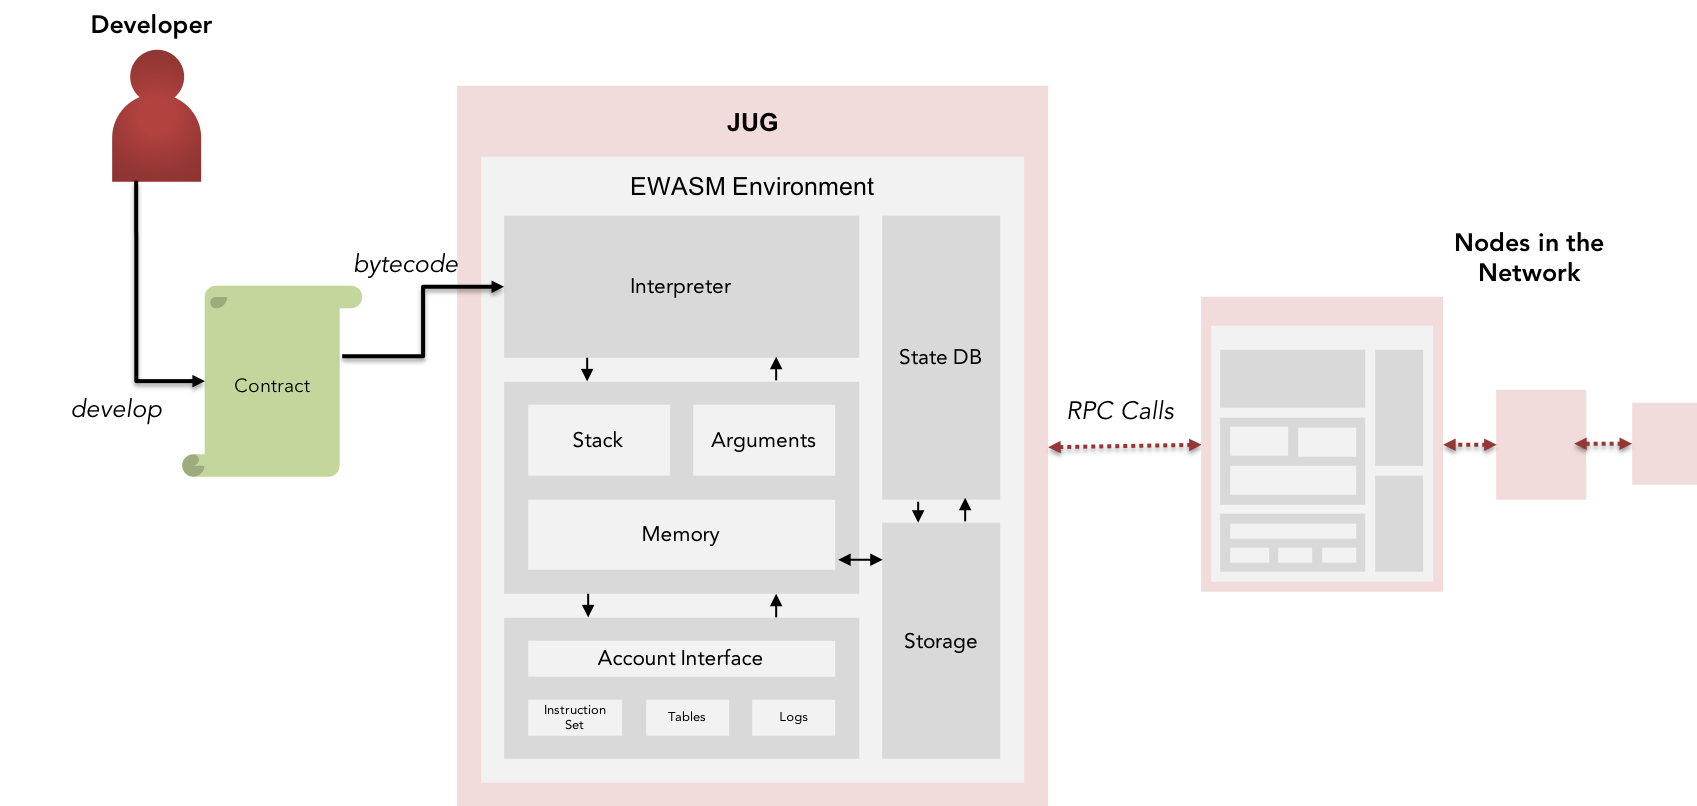 Developer
JUG
EWASM Environment
bytecode
Interpreter
State DB
Nodes in the
Network
Contract
develop
Stack
Arguments
RPC Calls
Memory
Storage
Account Interface
Instruction
Set
Tables
Logs